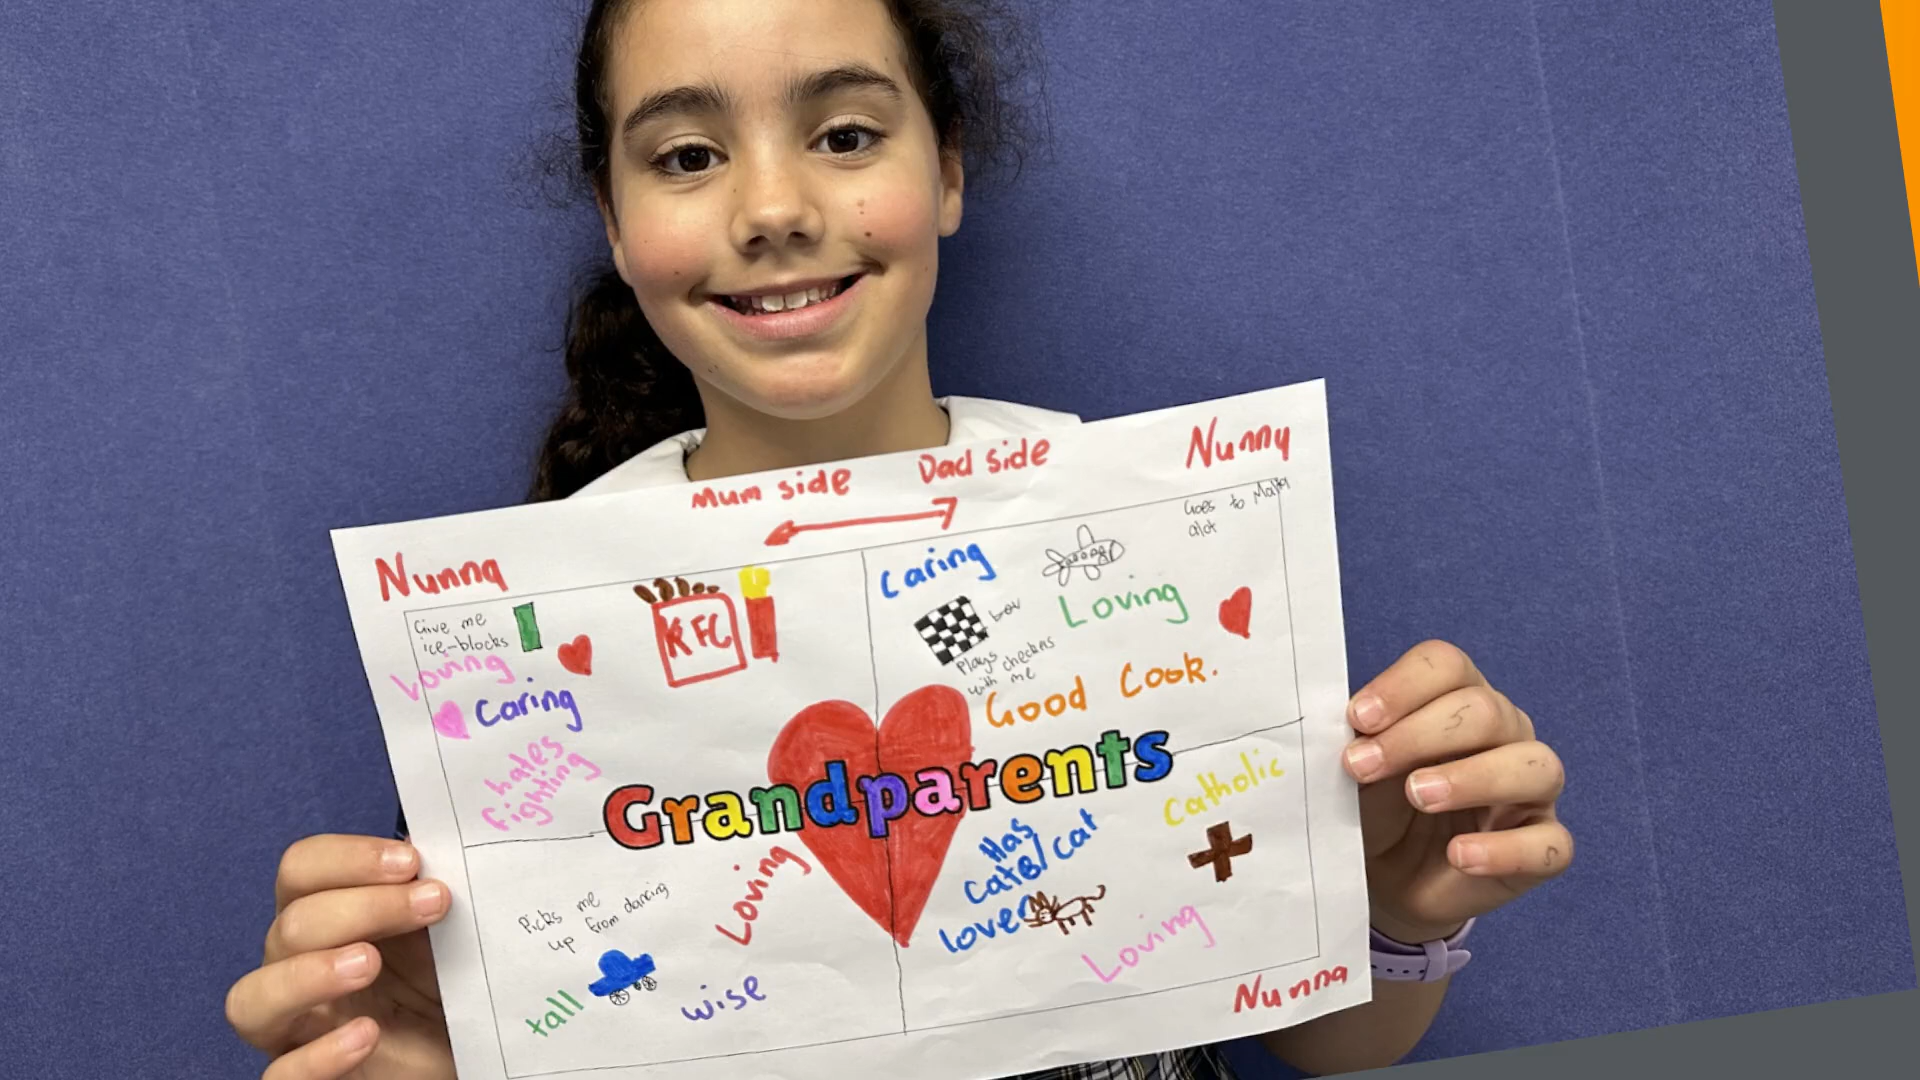 Mum side
Dad side
Nunny
Nunna
Goes to Malta
alot
Give me
ice-blocks
Loving
Caring
hates
fighting
KFC
Caring
Loving
Plays checkers
with me
Good Cook.
Grandparents
Picks me
up from dancing
Loving
tall
wise
Has
cats/cat
lover
Catholic
Loving
Nunna